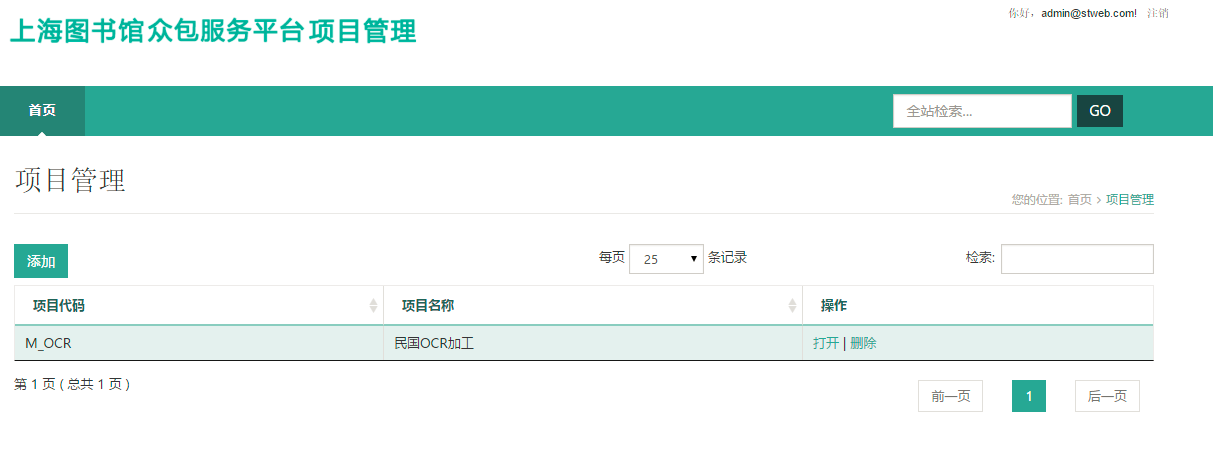 你好，admin@stweb.com! 注销
上海图书馆众包服务平台项目管理
首页 全站检索... GO
项目管理
您的位置: 首页 > 项目管理
添加 每页 25 条记录 检索:
项目代码 项目名称 操作
M_OCR 民国OCR加工 打开 | 删除
第 1 页 ( 总共 1 页 ) 前一页 1 后一页